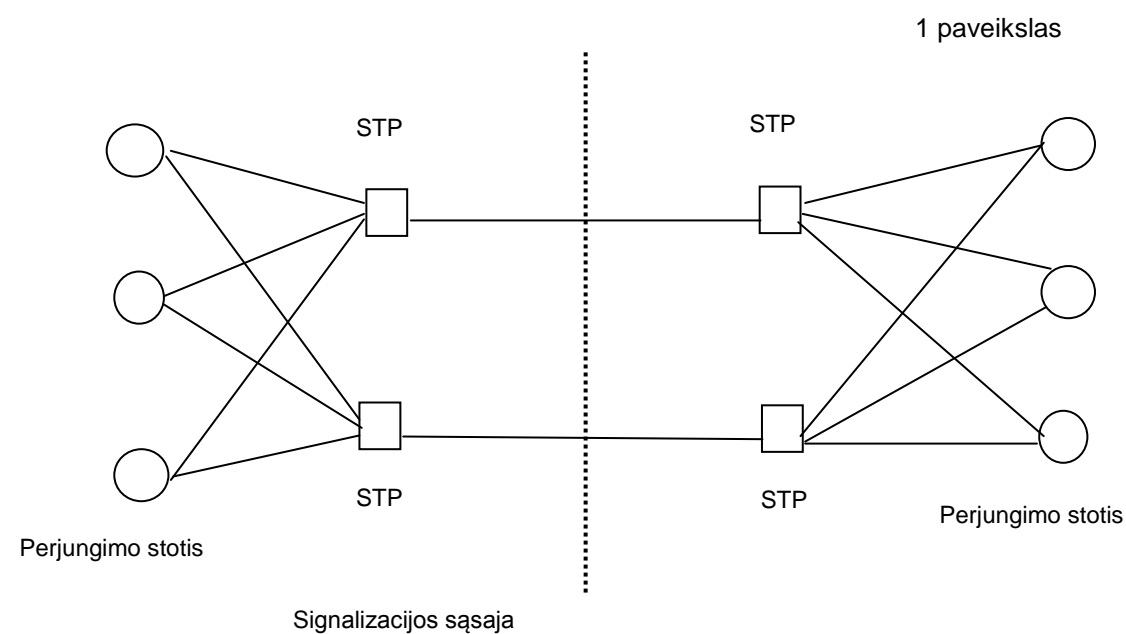 1 paveikslas
STP
STP
STP
STP
Perjungimo stotis
Perjungimo stotis
Signalizacijos sąsaja